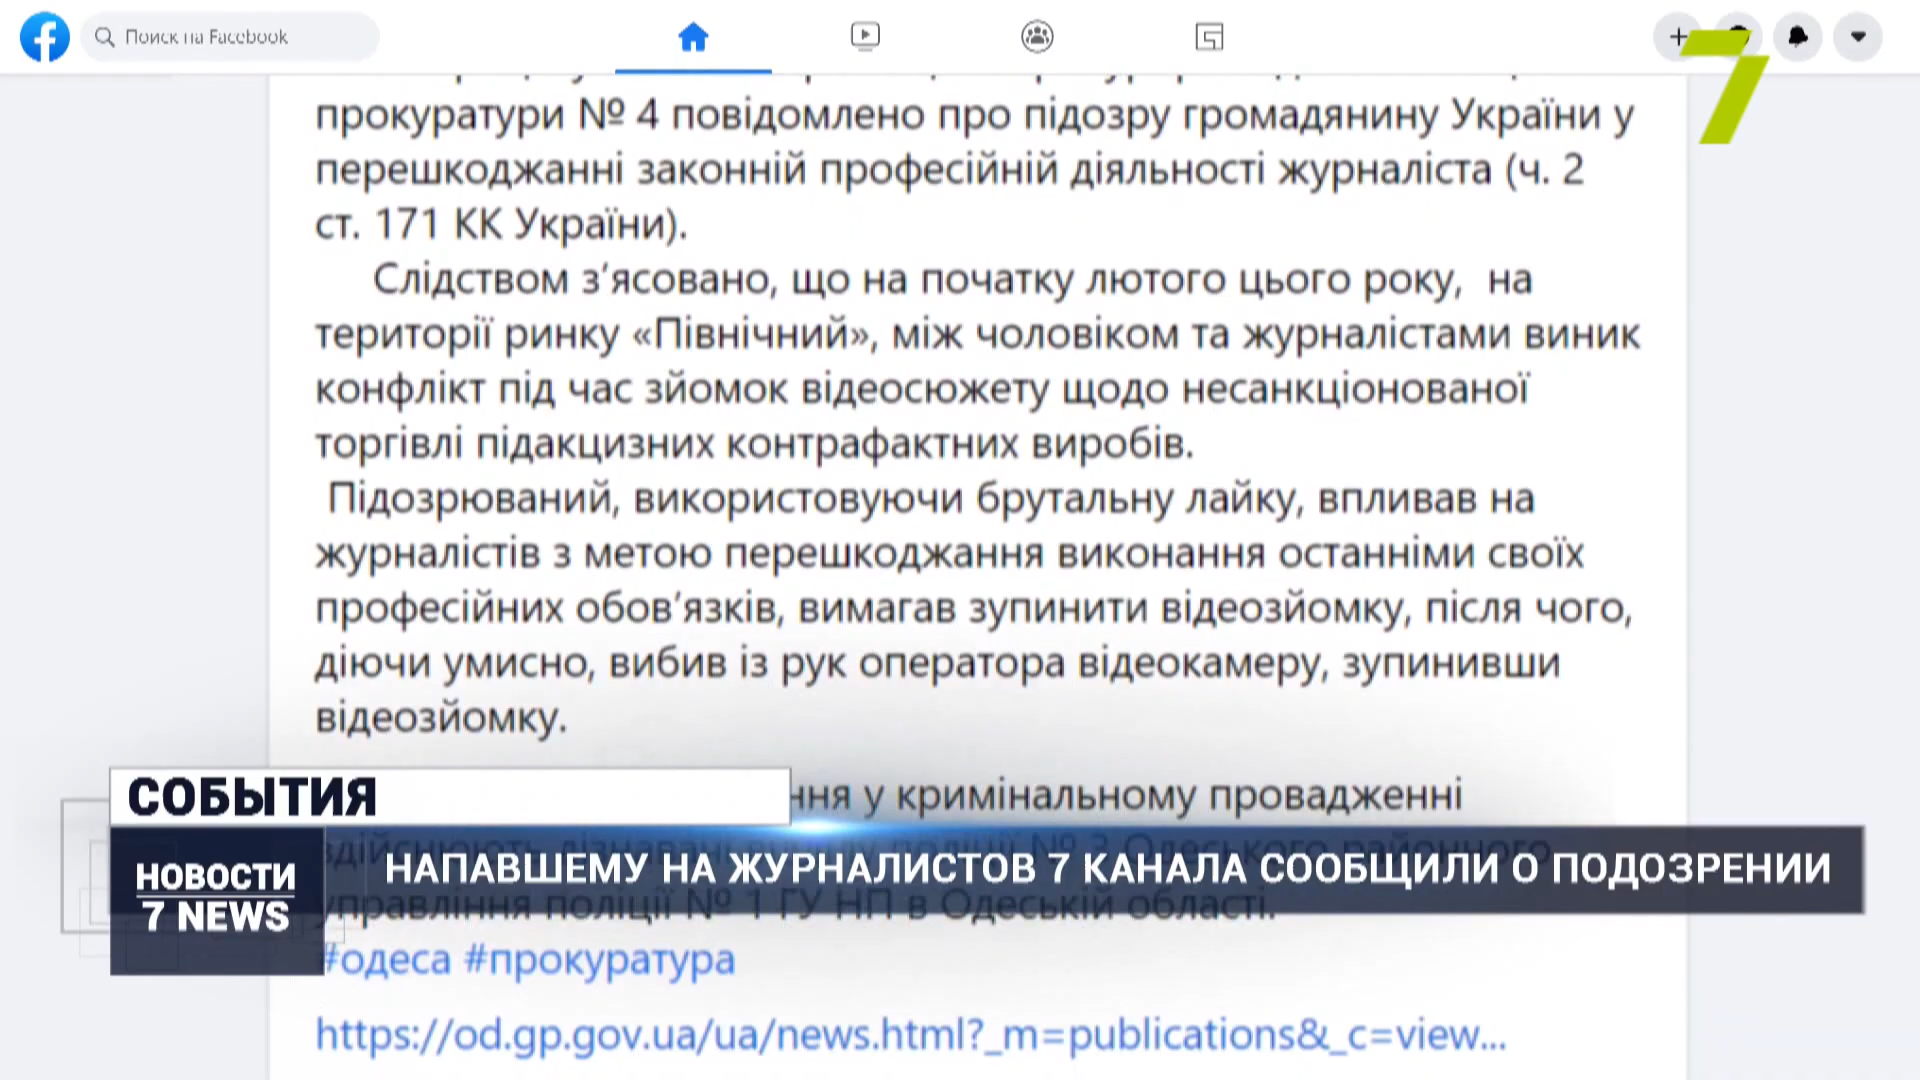 Поиск на Facebook
7
прокуратури № 4 повідомлено про підозру громадянину України у
перешкоджанні законній професійній діяльності журналіста (ч. 2
ст. 171 КК України).
Слідством з’ясовано, що на початку лютого цього року, на
території ринку «Північний», між чоловіком та журналістами виник
конфлікт під час зйомок відеосюжету щодо несанкціонованої
торгівлі підакцизних контрафактних виробів.
Підозрюваний, використовуючи брутальну лайку, впливав на
журналістів з метою перешкоджання виконання останніми своїх
професійних обов’язків, вимагав зупинити відеозйомку, після чого,
діючи умисно, вибив із рук оператора відеокамеру, зупинивши
відеозйомку.
СОБЫТИЯ
ння у кримінальному провадженні
НОВОСТИ
7 NEWS
НАПАВШЕМУ НА ЖУРНАЛИСТОВ 7 КАНАЛА СООБЩИЛИ О ПОДОЗРЕНИИ
управління поліції № 1 ГУ НП в Одеській області.
#одеса #прокуратура
https://od.gp.gov.ua/ua/news.html?_m=publications&_c=view...